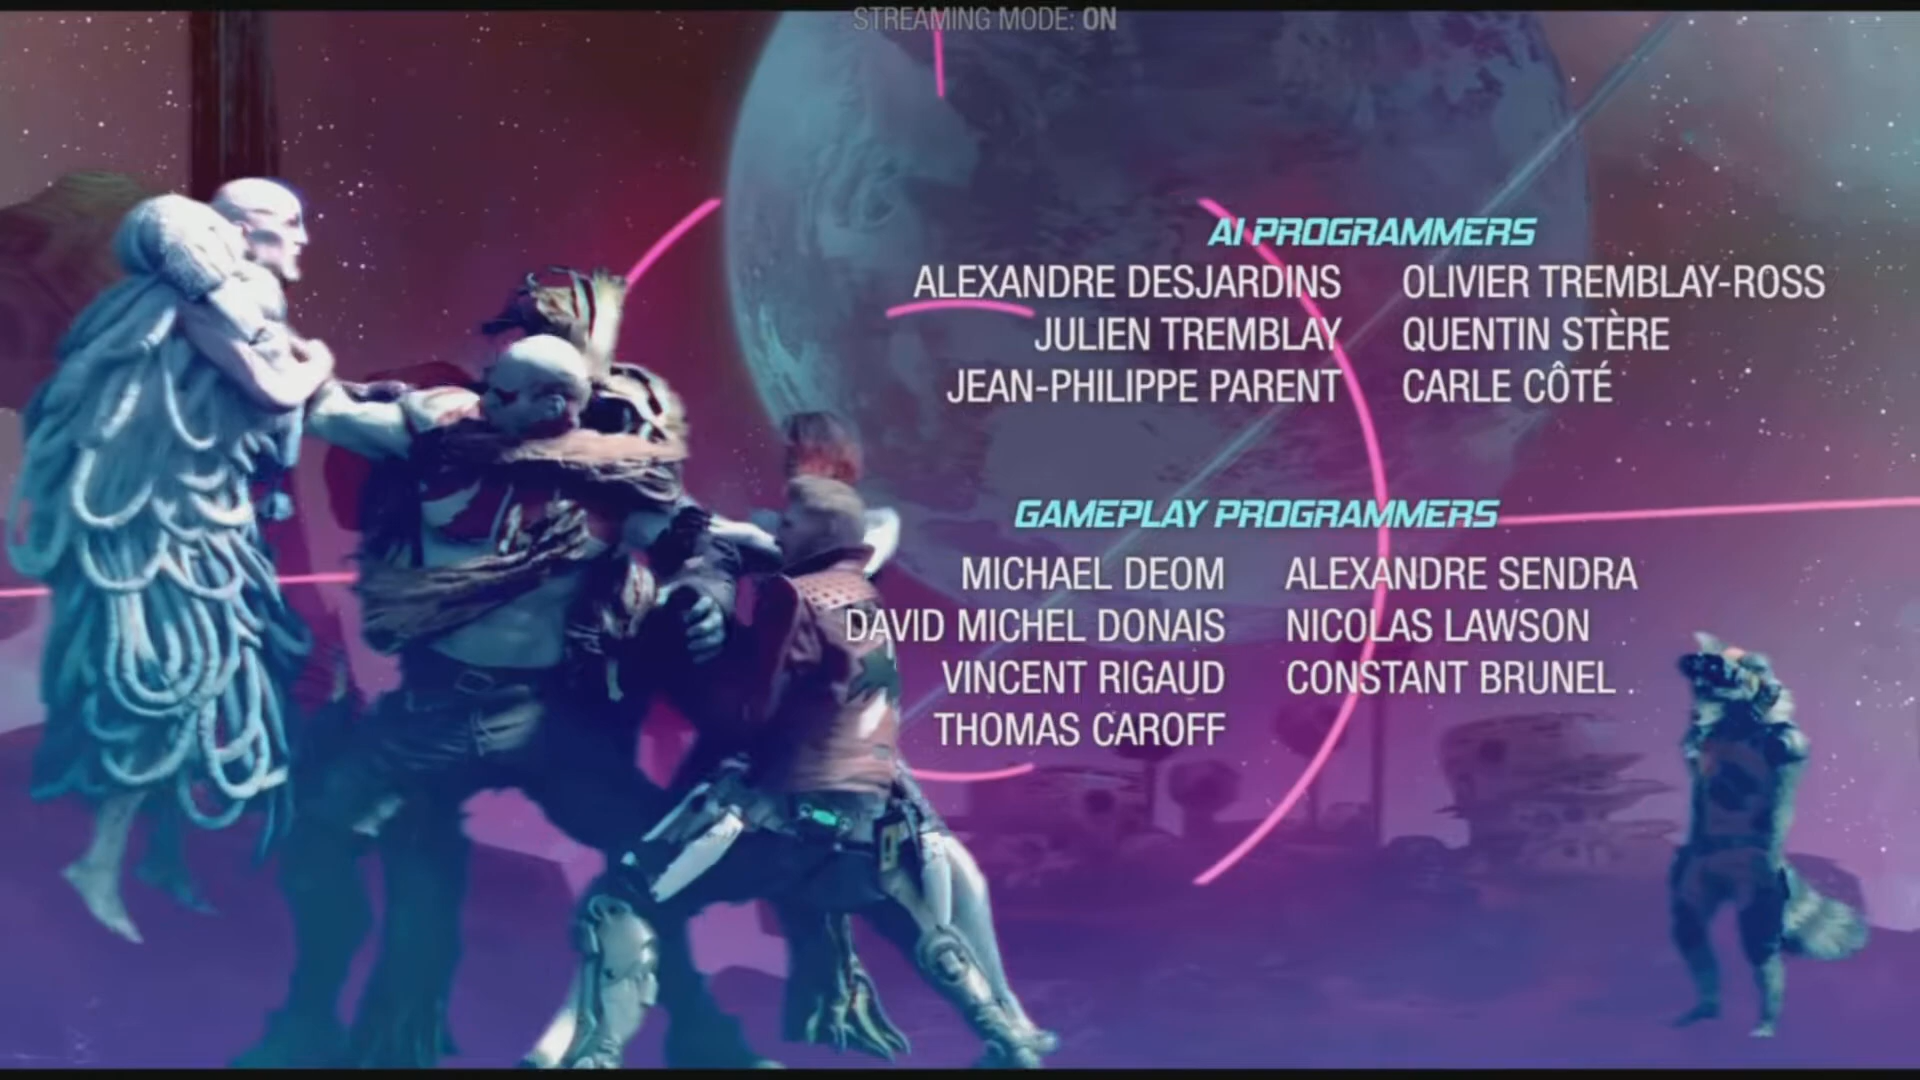 STREAMING MODE: ON
AI PROGRAMMERS
ALEXANDRE DESJARDINS OLIVIER TREMBLAY-ROSS
JULIEN TREMBLAY QUENTIN STÈRE
JEAN-PHILIPPE PARENT CARLE CÔTÉ
GAMEPLAY PROGRAMMERS
MICHAEL DEOM ALEXANDRE SENDRA
DAVID MICHEL DONAIS NICOLAS LAWSON
VINCENT RIGAUD CONSTANT BRUNEL
THOMAS CAROFF